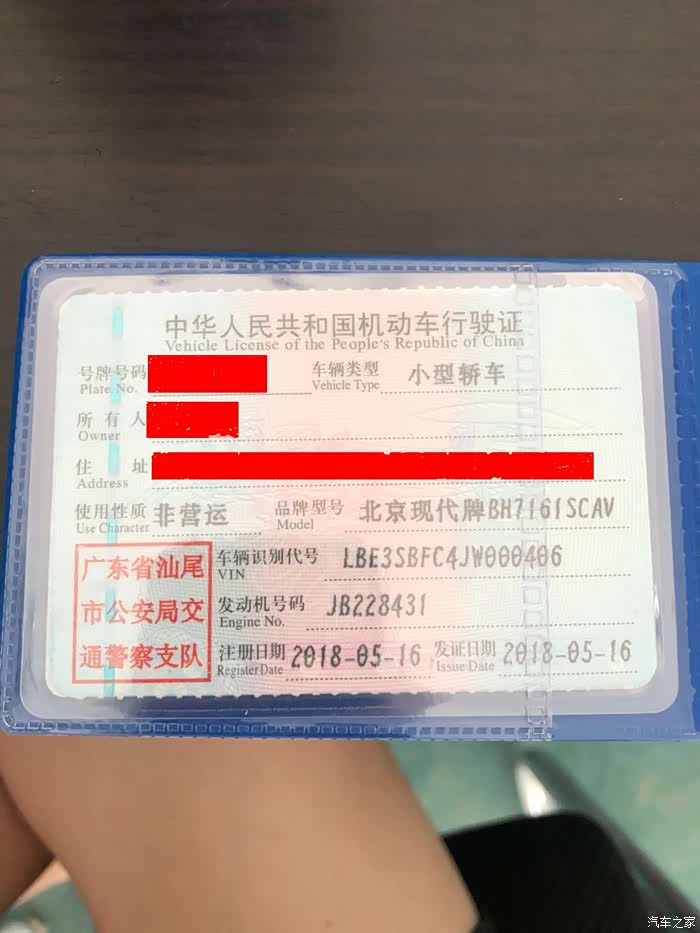 中华人民共和国机动车行驶证
Vehicle License of the People's Republic of China
号牌号码 车辆类型 小型轿车
Plate No. Vehicle Type
所有人
Owner
住址
Address
使用性质 非营运 品牌型号 北京现代牌BH7161SCAV
Use Character Model
广东省汕尾
市公安局交
通警察支队
车辆识别代号 LBE3SBFC4JW000406
VIN
发动机号码 JB228431
Engine No.
注册日期 2018-05-16 发证日期 2018-05-16
Register Date Issue Date
汽车之家